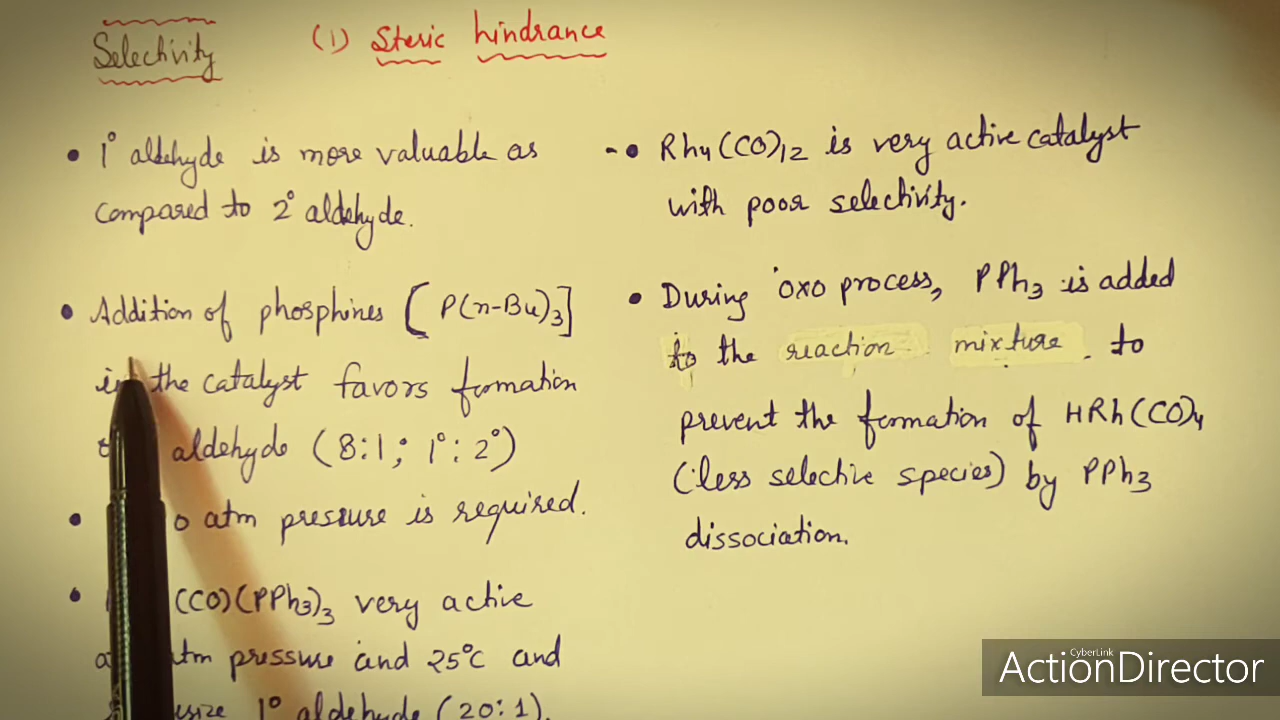 Selectivity (1) Steric hindrance
• 1° aldehyde is more valuable as
compared to 2° aldehyde.
• Addition of phosphines [P(n-Bu)3]
the catalyst favors formation
aldehyde (8:1; 1°:2°)
• atm pressure is required.
• (CO)(PPh3)3 very active
pressure and 25°C and
1° aldehyde (20:1).
• Rh4(CO)12 is very active catalyst
with poor selectivity.
• During oxo process, PPh3 is added
to the reaction mixture to
prevent the formation of HRh(CO)4
(less selective species) by PPh3
dissociation.
CyberLink
ActionDirector